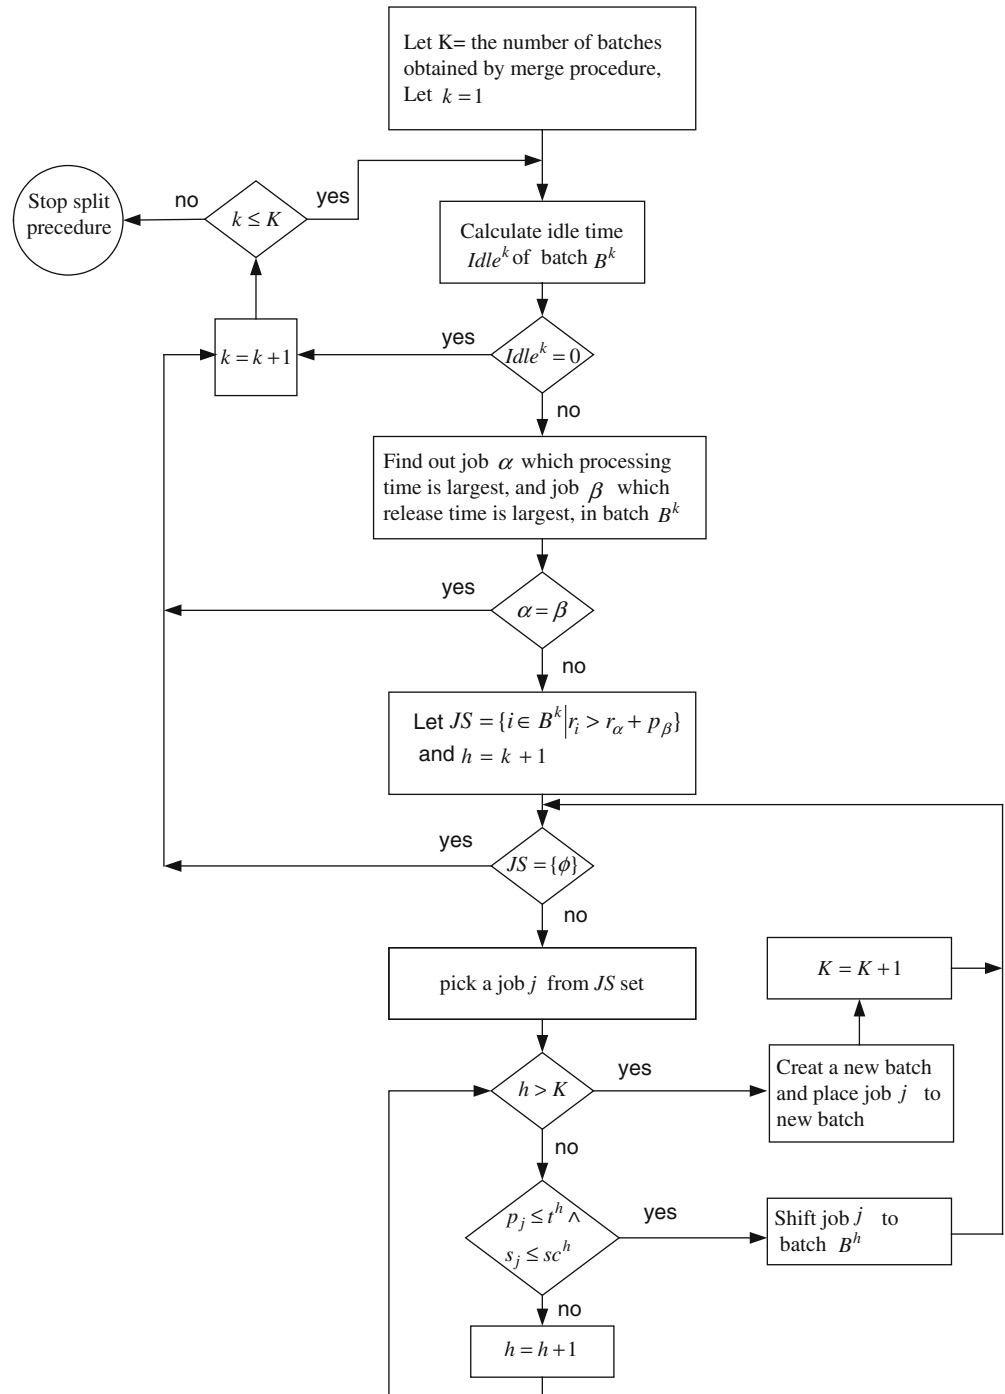 Let K= the number of batches
obtained by merge procedure,
Let k = 1
Stop split
precedure
no
k ≤ K
yes
Calculate idle time
Idle^k of batch B^k
k = k + 1
yes
Idle^k = 0
no
Find out job α which processing
time is largest, and job β which
release time is largest, in batch B^k
yes
α = β
no
Let JS = {i ∈ B^k | r_i > r_α + p_β}
and h = k + 1
yes
JS = {ϕ}
no
pick a job j from JS set
K = K + 1
h > K
yes
Creat a new batch
and place job j to
new batch
no
p_j ≤ t^h ∧
s_j ≤ sc^h
yes
Shift job j to
batch B^h
no
h = h + 1